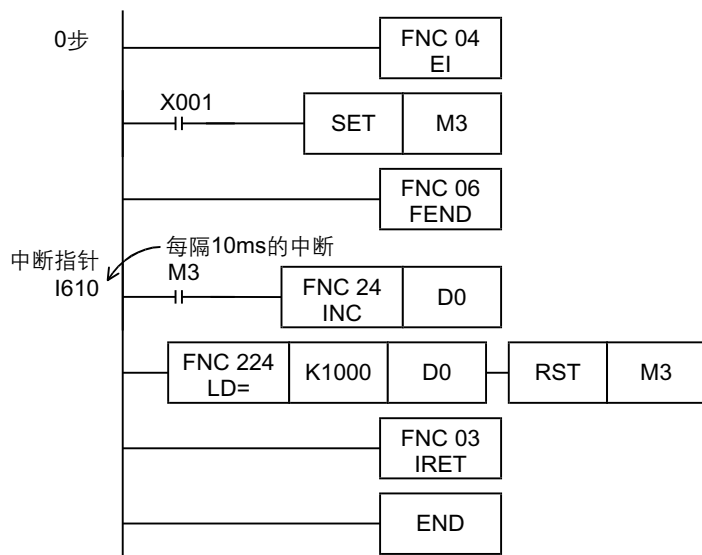 0步
FNC 04
EI
X001
SET
M3
FNC 06
FEND
中断指针
I610
每隔10ms的中断
M3
FNC 24
INC
D0
FNC 224
LD=
K1000
D0
RST
M3
FNC 03
IRET
END